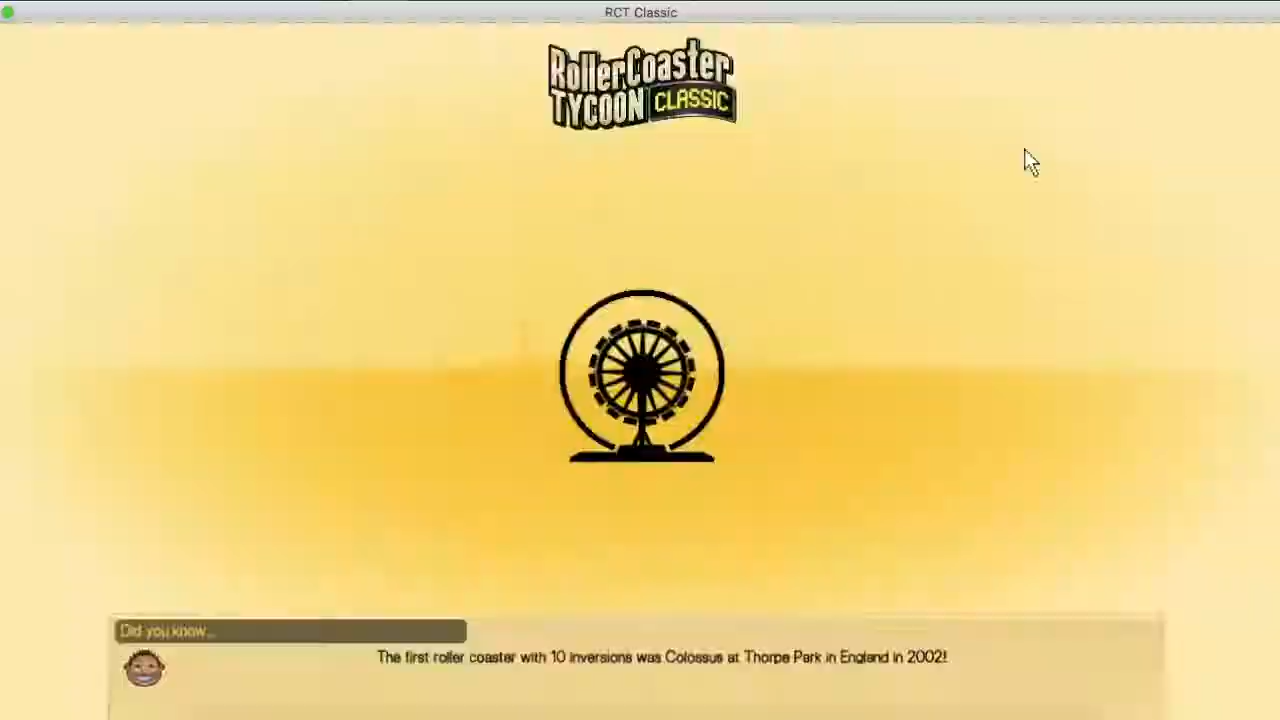 RCT Classic
RollerCoaster
TYCOON CLASSIC
Did you know...
The first roller coaster with 10 inversions was Colossus at Thorpe Park in England in 2002!